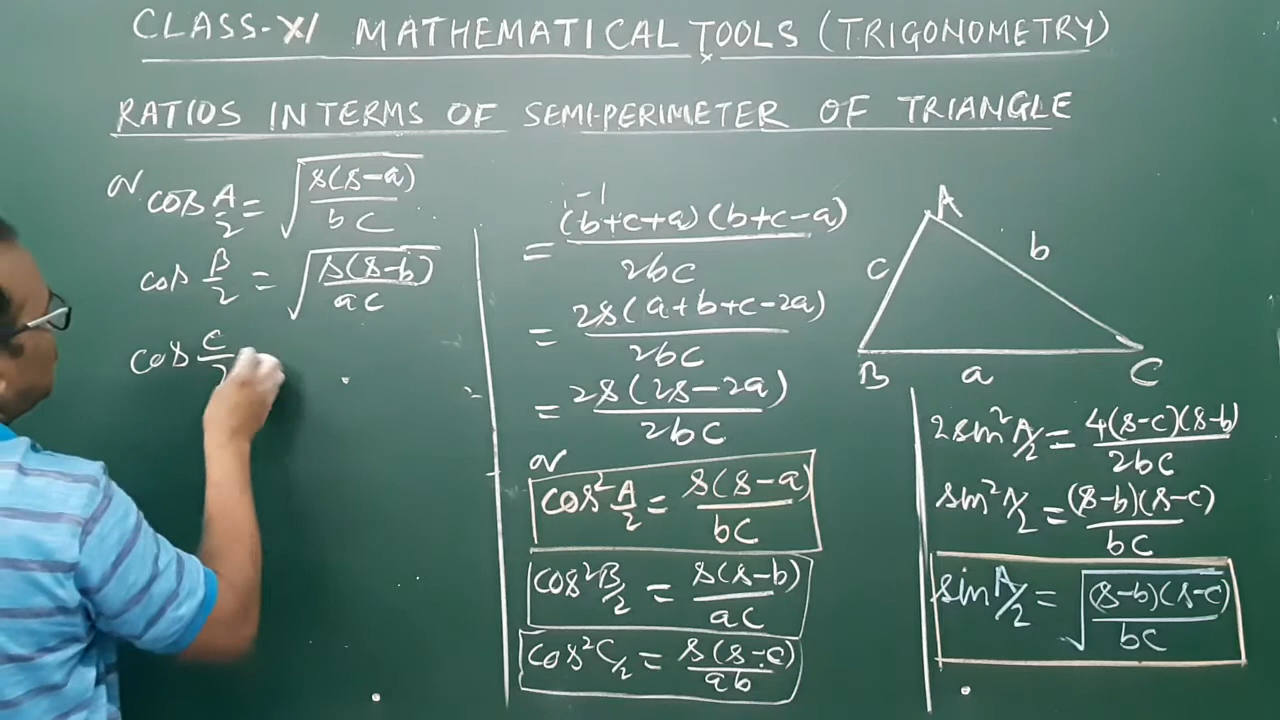 CLASS-XI MATHEMATICAL TOOLS (TRIGONOMETRY)
RATIOS IN TERMS OF SEMI-PERIMETER OF TRIANGLE
or cos A/2 = √(s(s-a)/bc)
cos B/2 = √(s(s-b)/ac)
cos C/2
= (b+c+a)(b+c-a)/2bc
= 2s(a+b+c-2a)/2bc
= 2s(2s-2a)/2bc
or
cos² A/2 = s(s-a)/bc
cos² B/2 = s(s-b)/ac
cos² C/2 = s(s-c)/ab
A
c
b
B
a
C
2sin² A/2 = 4(s-c)(s-b)/2bc
sin² A/2 = (s-b)(s-c)/bc
sin A/2 = √((s-b)(s-c)/bc)